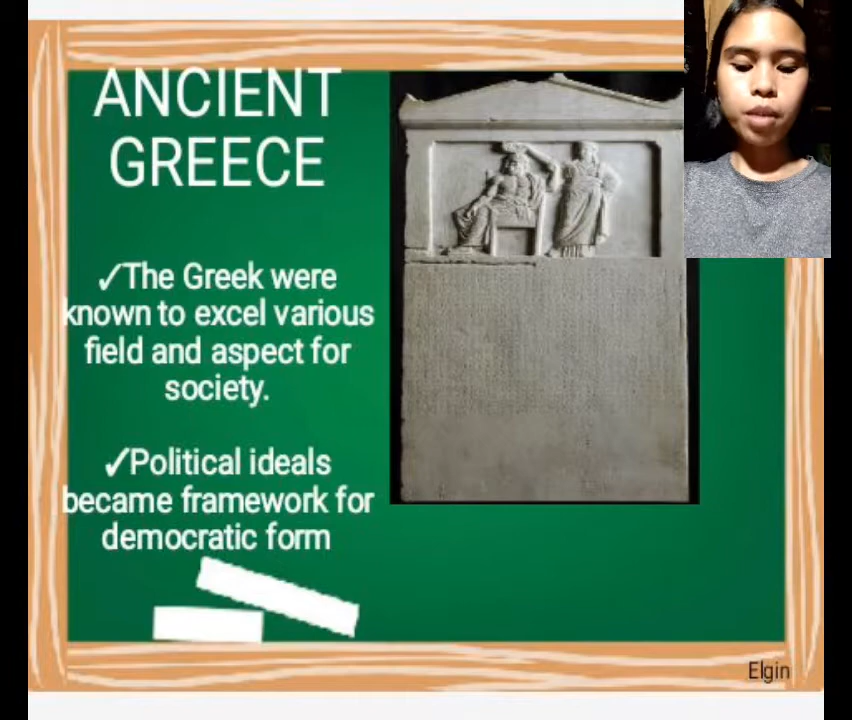 ANCIENT
GREECE
✓The Greek were
known to excel various
field and aspect for
society.
✓Political ideals
became framework for
democratic form
Elgin